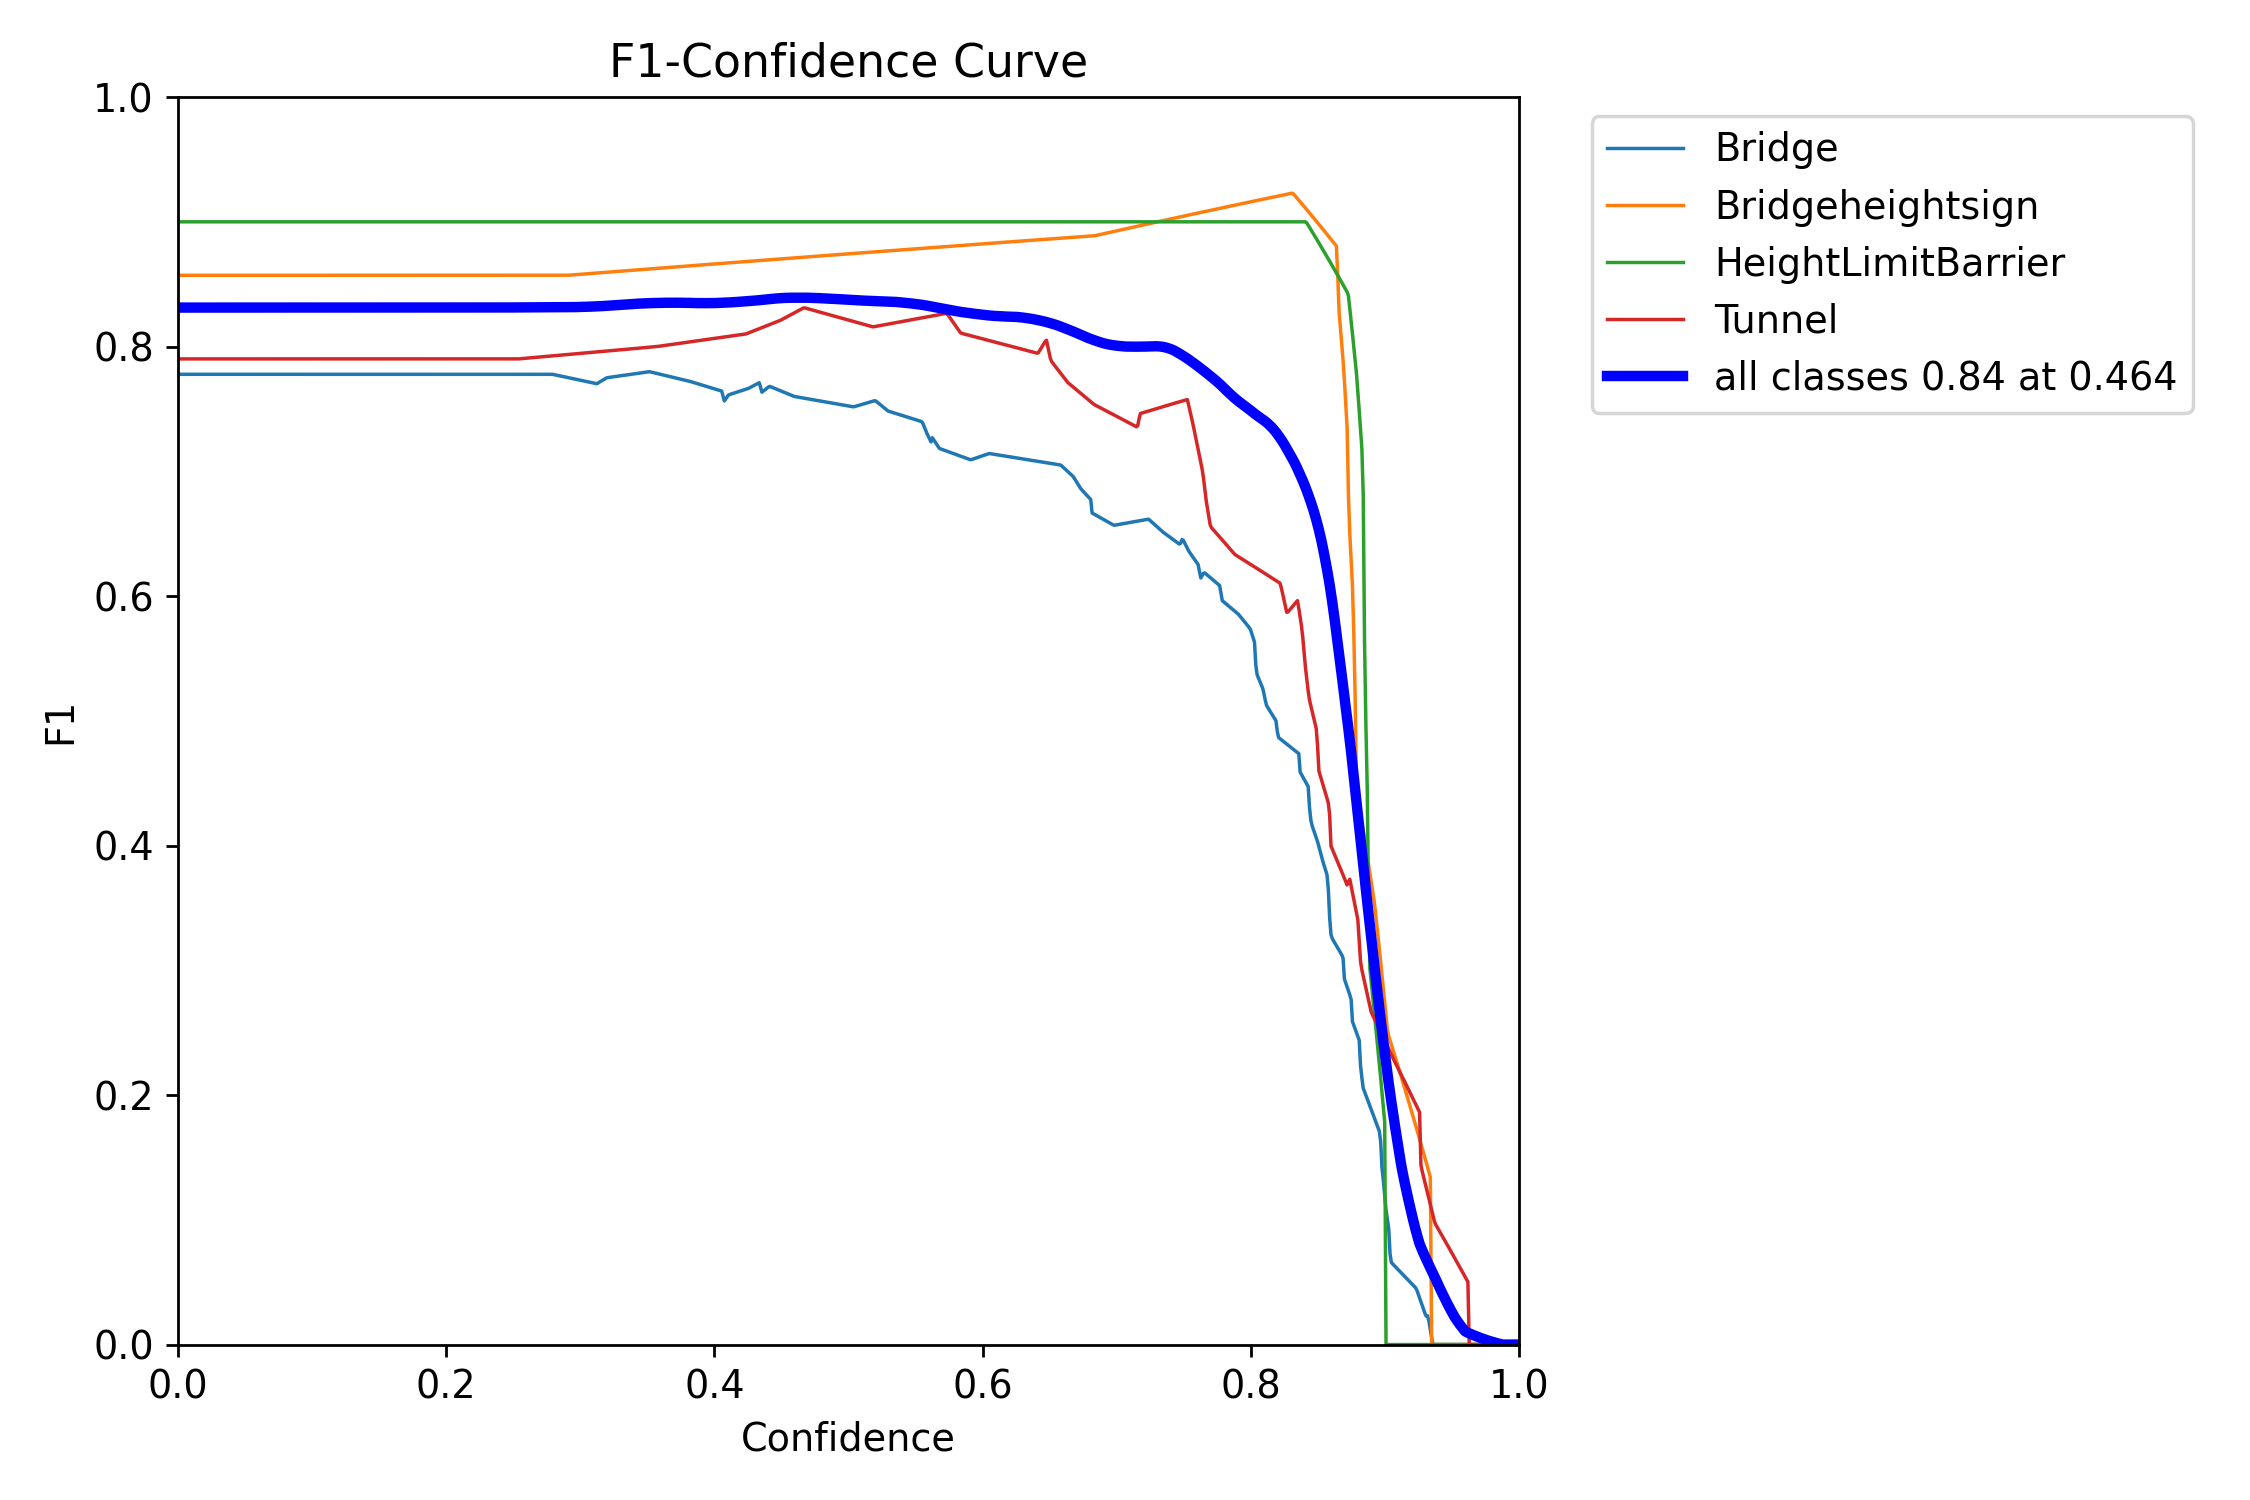 F1-Confidence Curve
1.0
0.8
0.6
0.4
0.2
0.0
F1
0.0 0.2 0.4 0.6 0.8 1.0
Confidence
Bridge
Bridgeheightsign
HeightLimitBarrier
Tunnel
all classes 0.84 at 0.464